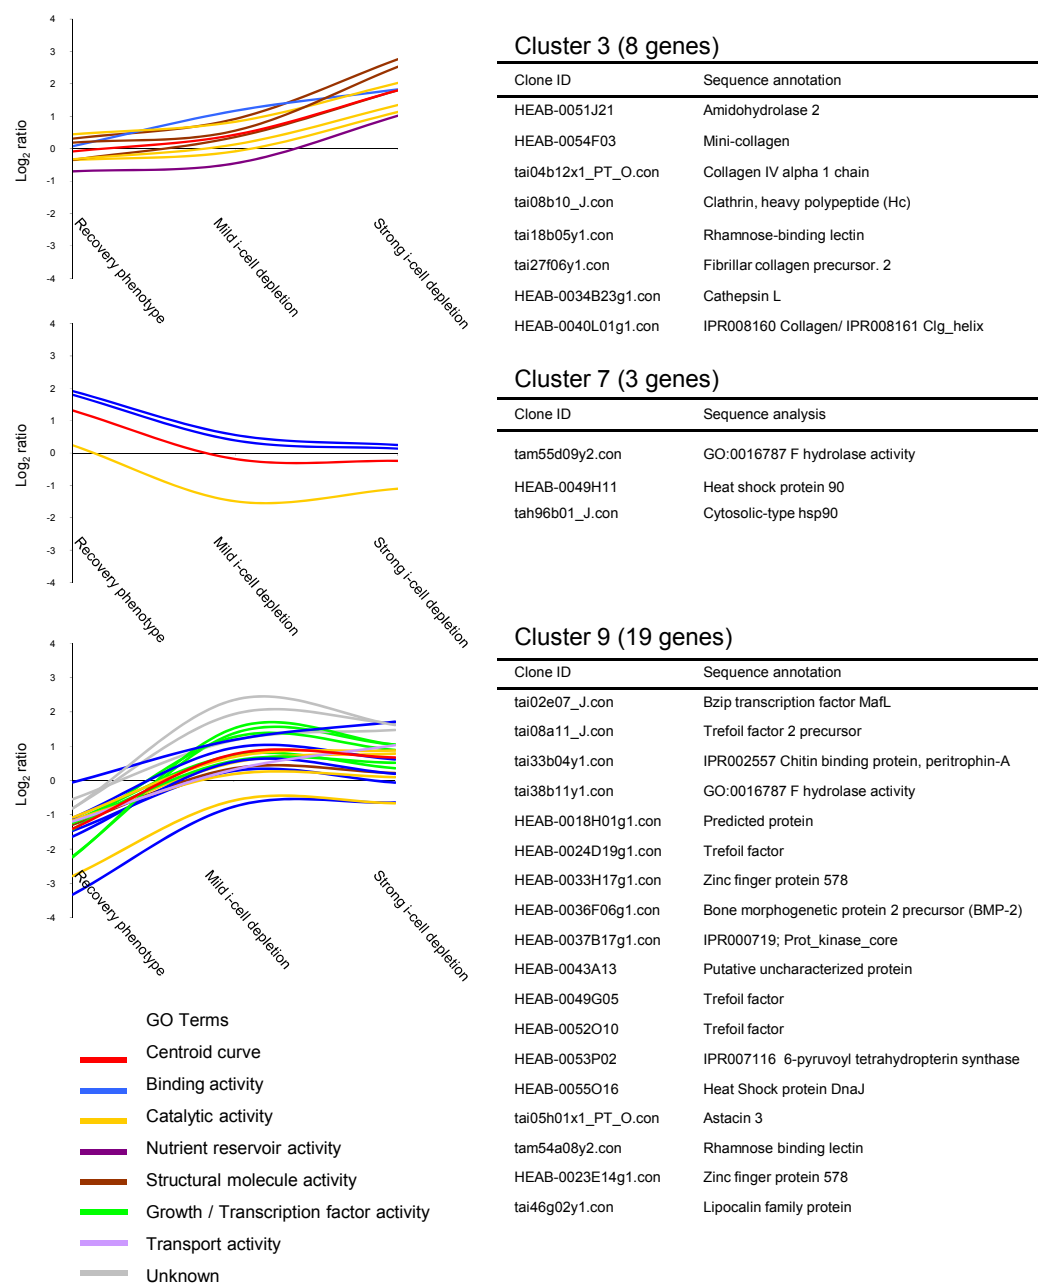 4
3
2
1
0
-1
-2
-3
-4
Log2 ratio
Recovery phenotype
Mild i-cell depletion
Strong i-cell depletion
Cluster 3 (8 genes)
Clone ID Sequence annotation
HEAB-0051J21 Amidohydrolase 2
HEAB-0054F03 Mini-collagen
tai04b12x1_PT_O.con Collagen IV alpha 1 chain
tai08b10_J.con Clathrin, heavy polypeptide (Hc)
tai18b05y1.con Rhamnose-binding lectin
tai27f06y1.con Fibrillar collagen precursor. 2
HEAB-0034B23g1.con Cathepsin L
HEAB-0040L01g1.con IPR008160 Collagen/ IPR008161 Clg_helix
4
3
2
1
0
-1
-2
-3
-4
Log2 ratio
Recovery phenotype
Mild i-cell depletion
Strong i-cell depletion
Cluster 7 (3 genes)
Clone ID Sequence analysis
tam55d09y2.con GO:0016787 F hydrolase activity
HEAB-0049H11 Heat shock protein 90
tah96b01_J.con Cytosolic-type hsp90
4
3
2
1
0
-1
-2
-3
-4
Log2 ratio
Recovery phenotype
Mild i-cell depletion
Strong i-cell depletion
Cluster 9 (19 genes)
Clone ID Sequence annotation
tai02e07_J.con Bzip transcription factor MafL
tai08a11_J.con Trefoil factor 2 precursor
tai33b04y1.con IPR002557 Chitin binding protein, peritrophin-A
tai38b11y1.con GO:0016787 F hydrolase activity
HEAB-0018H01g1.con Predicted protein
HEAB-0024D19g1.con Trefoil factor
HEAB-0033H17g1.con Zinc finger protein 578
HEAB-0036F06g1.con Bone morphogenetic protein 2 precursor (BMP-2)
HEAB-0037B17g1.con IPR000719; Prot_kinase_core
HEAB-0043A13 Putative uncharacterized protein
HEAB-0049G05 Trefoil factor
HEAB-0052O10 Trefoil factor
HEAB-0053P02 IPR007116 6-pyruvoyl tetrahydropterin synthase
HEAB-0055O16 Heat Shock protein DnaJ
tai05h01x1_PT_O.con Astacin 3
tam54a08y2.con Rhamnose binding lectin
HEAB-0023E14g1.con Zinc finger protein 578
tai46g02y1.con Lipocalin family protein
GO Terms
Centroid curve
Binding activity
Catalytic activity
Nutrient reservoir activity
Structural molecule activity
Growth / Transcription factor activity
Transport activity
Unknown